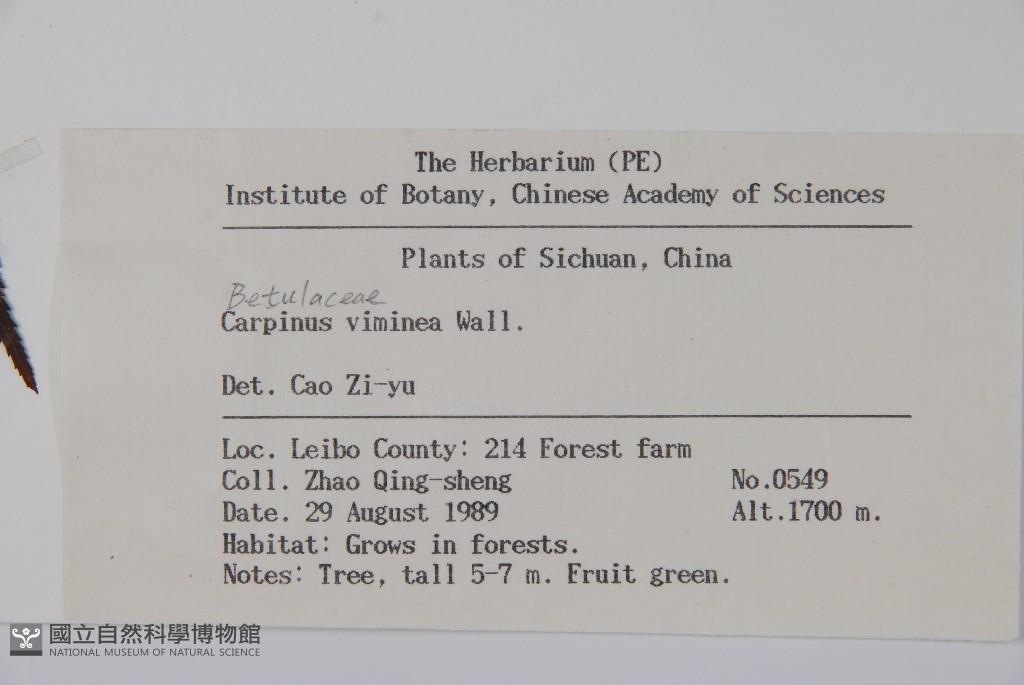 The Herbarium (PE)
Institute of Botany, Chinese Academy of Sciences
Plants of Sichuan, China
Betulaceae
Carpinus viminea Wall.
Det. Cao Zi-yu
Loc. Leibo County: 214 Forest farm
Coll. Zhao Qing-sheng No.0549
Date. 29 August 1989 Alt.1700 m.
Habitat: Grows in forests.
Notes: Tree, tall 5-7 m. Fruit green.
國立自然科學博物館
NATIONAL MUSEUM OF NATURAL SCIENCE